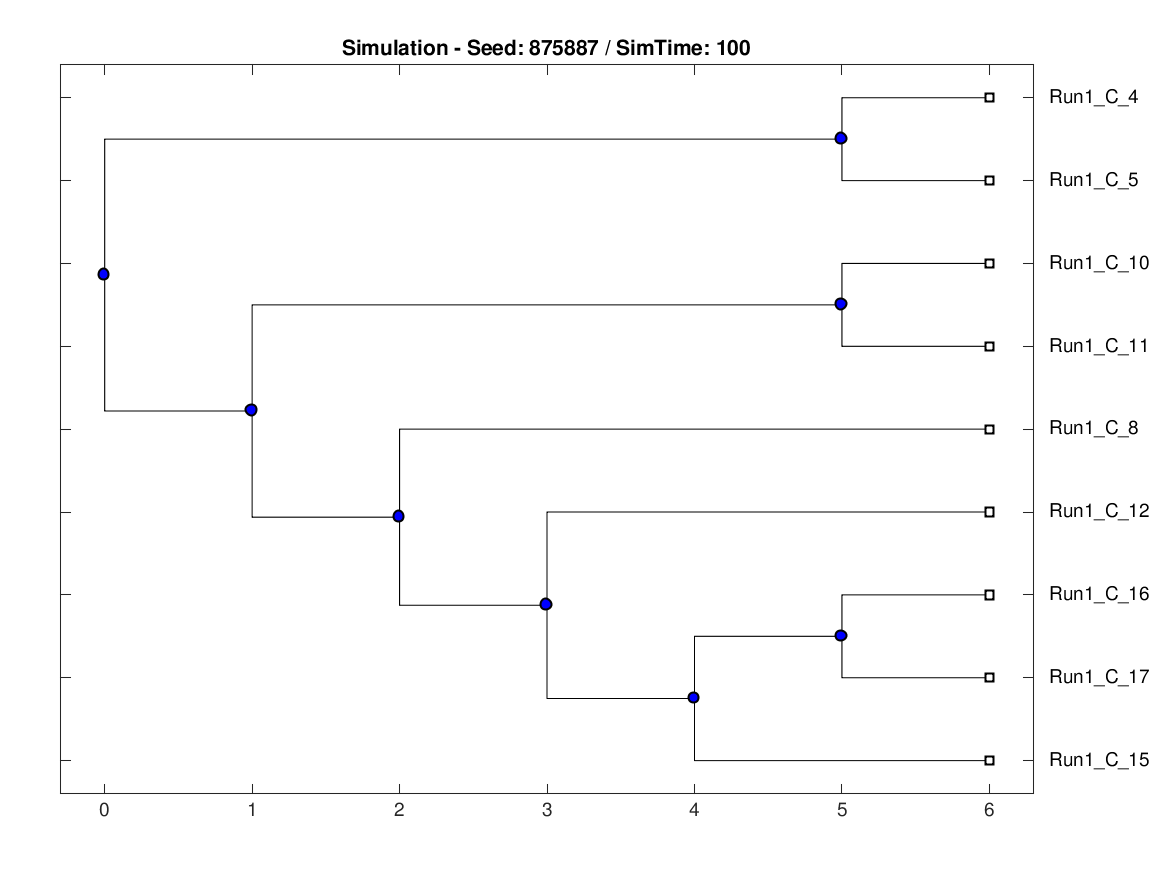 Simulation - Seed: 875887 / SimTime: 100
Run1_C_4
Run1_C_5
Run1_C_10
Run1_C_11
Run1_C_8
Run1_C_12
Run1_C_16
Run1_C_17
Run1_C_15
0 1 2 3 4 5 6